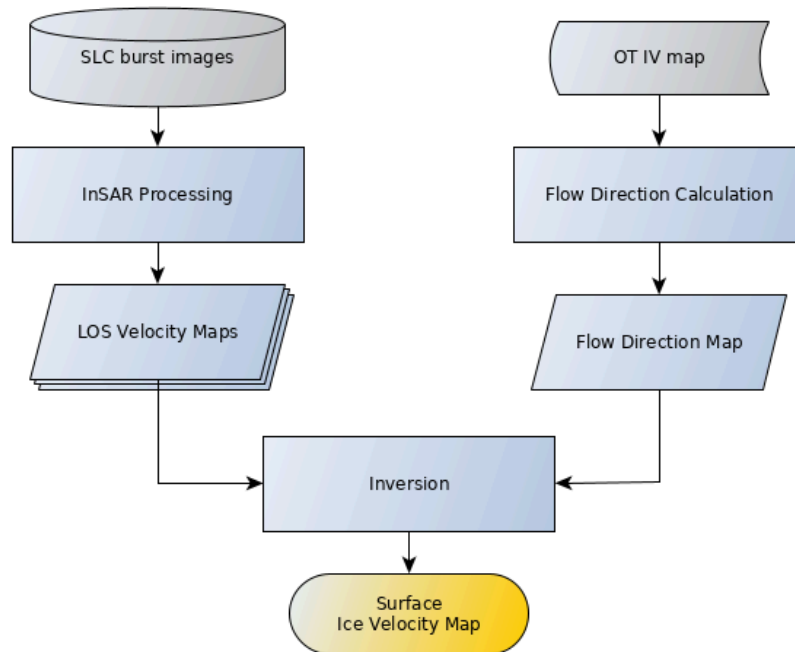 SLC burst images
OT IV map
InSAR Processing
Flow Direction Calculation
LOS Velocity Maps
Flow Direction Map
Inversion
Surface
Ice Velocity Map